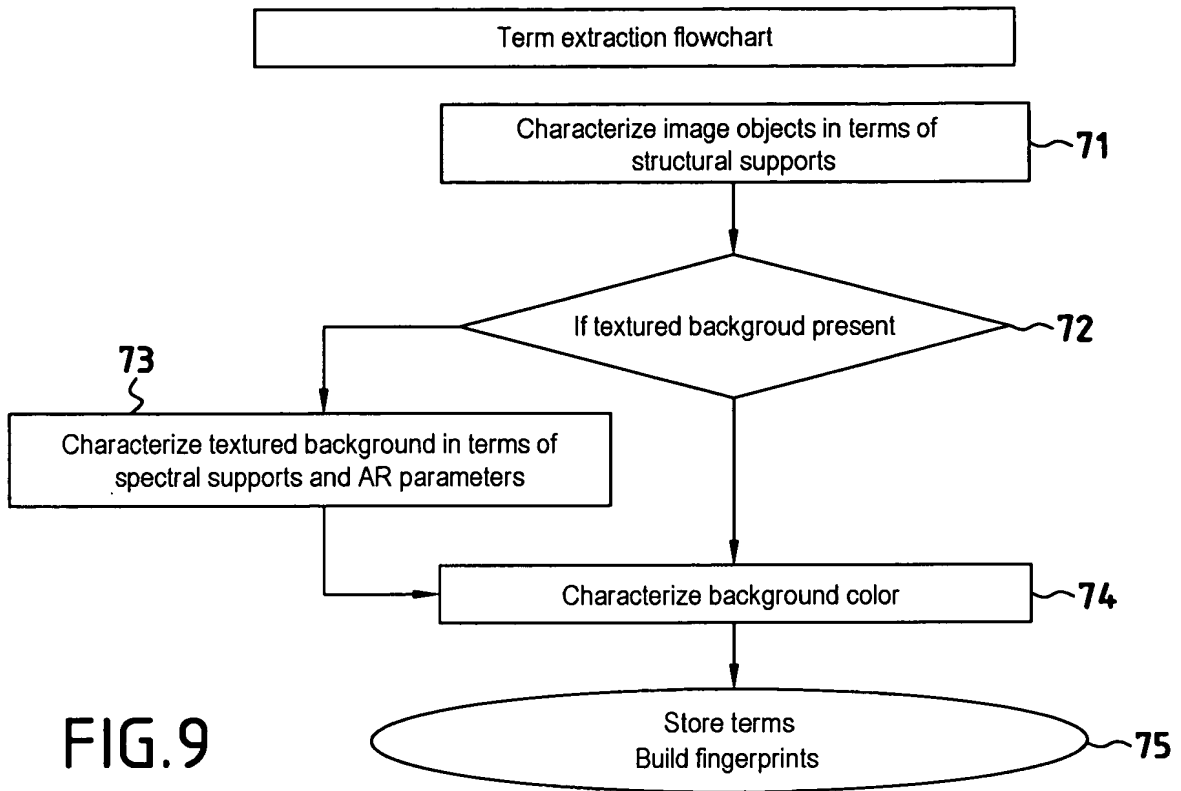 Term extraction flowchart
Characterize image objects in terms of
structural supports
71
If textured backgroud present
72
73
Characterize textured background in terms of
spectral supports and AR parameters
Characterize background color
74
Store terms
Build fingerprints
75
FIG.9